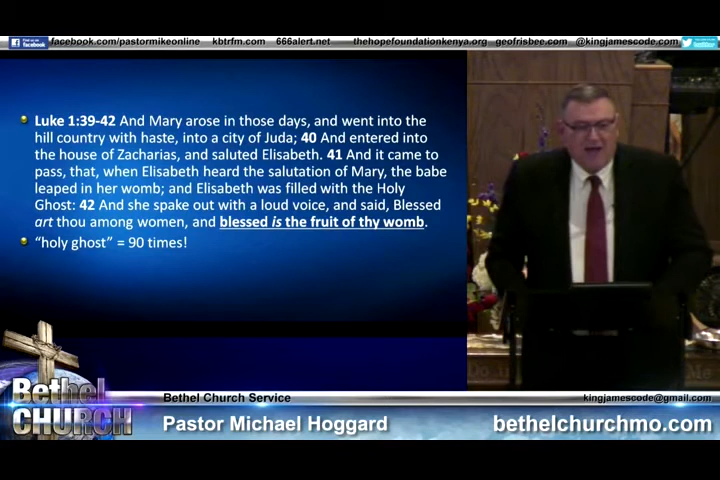 Find us on facebook
facebook.com/pastormikeonline kbtrfm.com 666alert.net thehopefoundationkenya.org geofrisbee.com @kingjamescode.com twitter
Luke 1:39-42 And Mary arose in those days, and went into the
hill country with haste, into a city of Juda; 40 And entered into
the house of Zacharias, and saluted Elisabeth. 41 And it came to
pass, that, when Elisabeth heard the salutation of Mary, the babe
leaped in her womb; and Elisabeth was filled with the Holy
Ghost: 42 And she spake out with a loud voice, and said, Blessed
art thou among women, and blessed is the fruit of thy womb.
“holy ghost” = 90 times!
Bethel
CHURCH
Bethel Church Service
kingjamescode@gmail.com
Pastor Michael Hoggard
bethelchurchmo.com